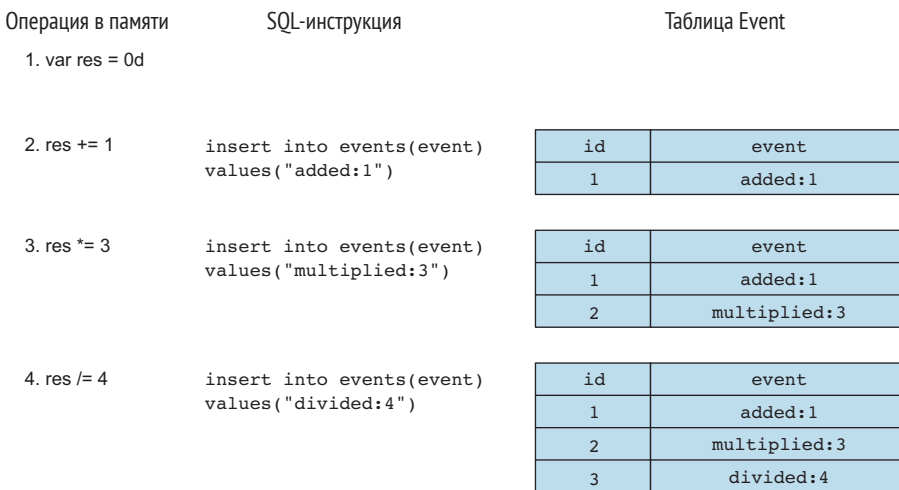 Операция в памяти SQL-инструкция Таблица Event
1. var res = 0d
2. res += 1 insert into events(event) id event
values("added:1") 1 added:1
3. res *= 3 insert into events(event) id event
values("multiplied:3") 1 added:1
2 multiplied:3
4. res /= 4 insert into events(event) id event
values("divided:4") 1 added:1
2 multiplied:3
3 divided:4